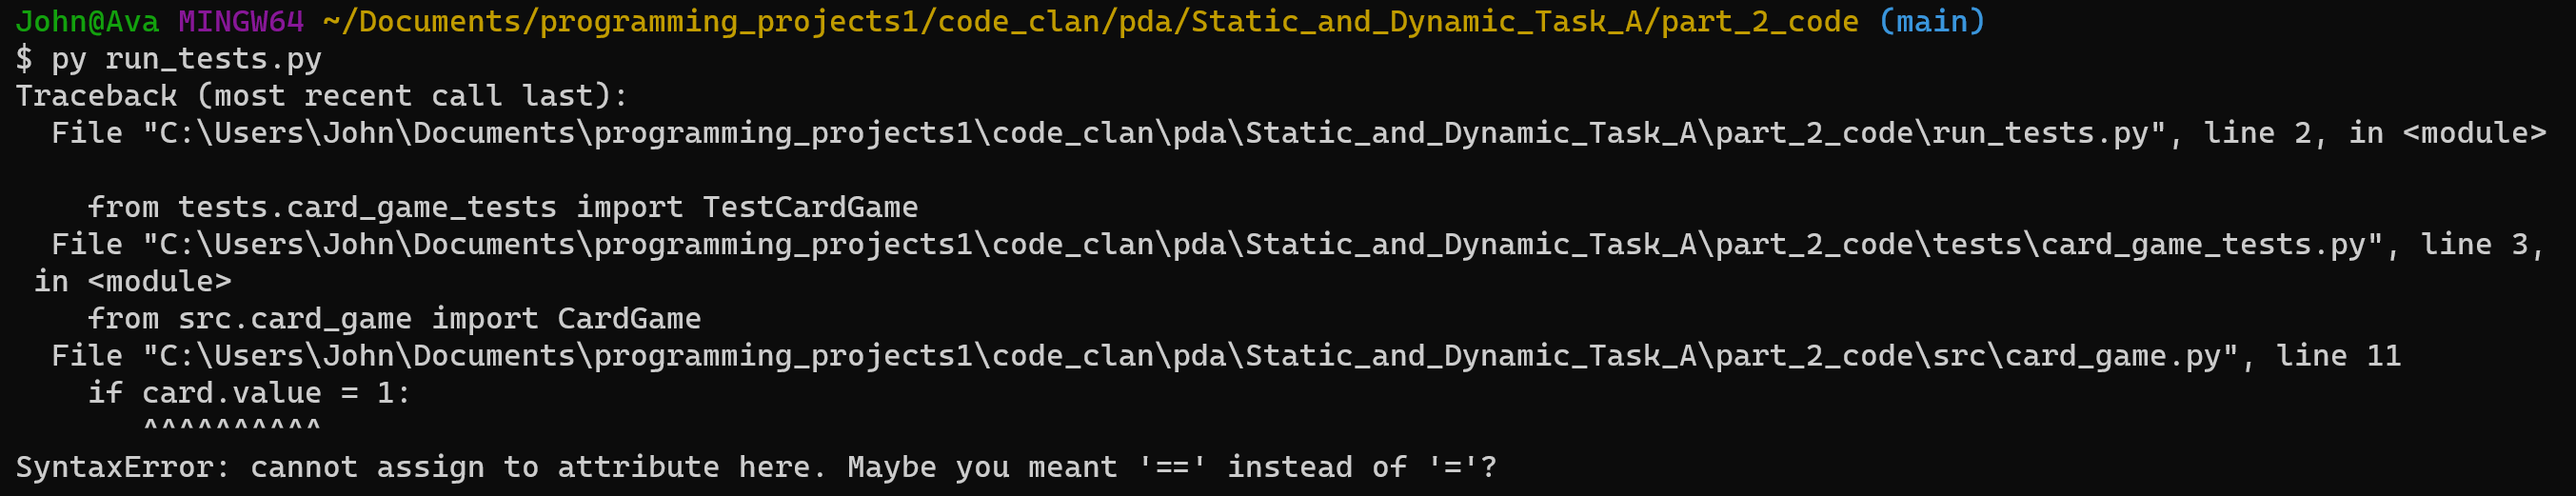 John@Ava MINGW64 ~/Documents/programming_projects1/code_clan/pda/Static_and_Dynamic_Task_A/part_2_code (main)
$ py run_tests.py
Traceback (most recent call last):
  File "C:\Users\John\Documents\programming_projects1\code_clan\pda\Static_and_Dynamic_Task_A\part_2_code\run_tests.py", line 2, in <module>

    from tests.card_game_tests import TestCardGame
  File "C:\Users\John\Documents\programming_projects1\code_clan\pda\Static_and_Dynamic_Task_A\part_2_code\tests\card_game_tests.py", line 3,
 in <module>
    from src.card_game import CardGame
  File "C:\Users\John\Documents\programming_projects1\code_clan\pda\Static_and_Dynamic_Task_A\part_2_code\src\card_game.py", line 11
    if card.value = 1:
       ^^^^^^^^^^
SyntaxError: cannot assign to attribute here. Maybe you meant '==' instead of '='?